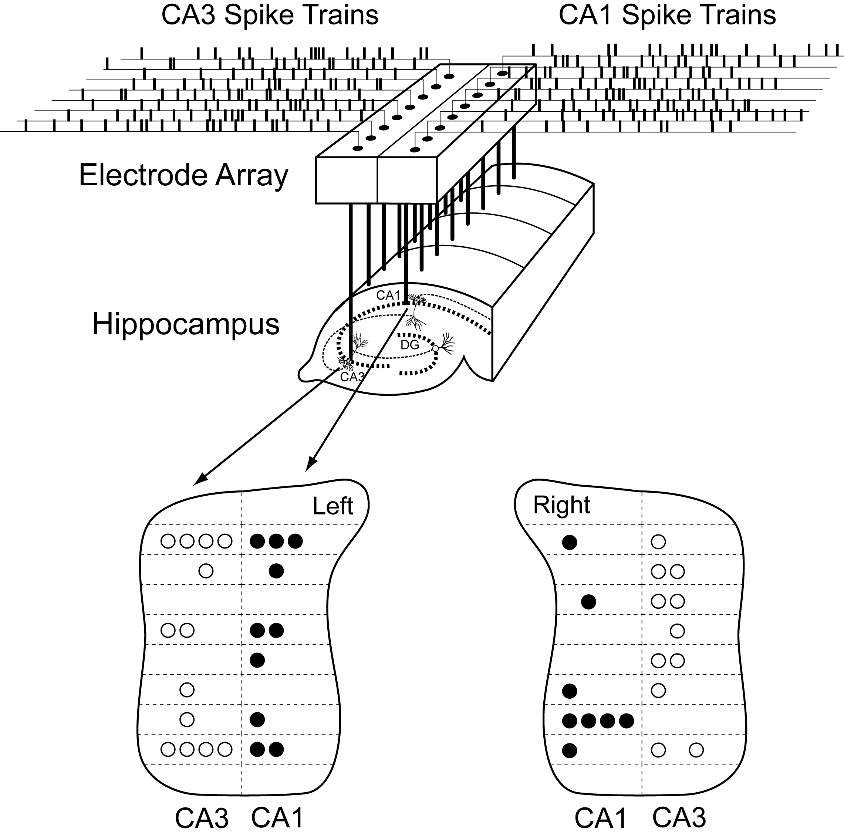 CA3 Spike Trains
CA1 Spike Trains
Electrode Array
CA1
Hippocampus
DG
CA3
Left
Right
CA3
CA1
CA1
CA3